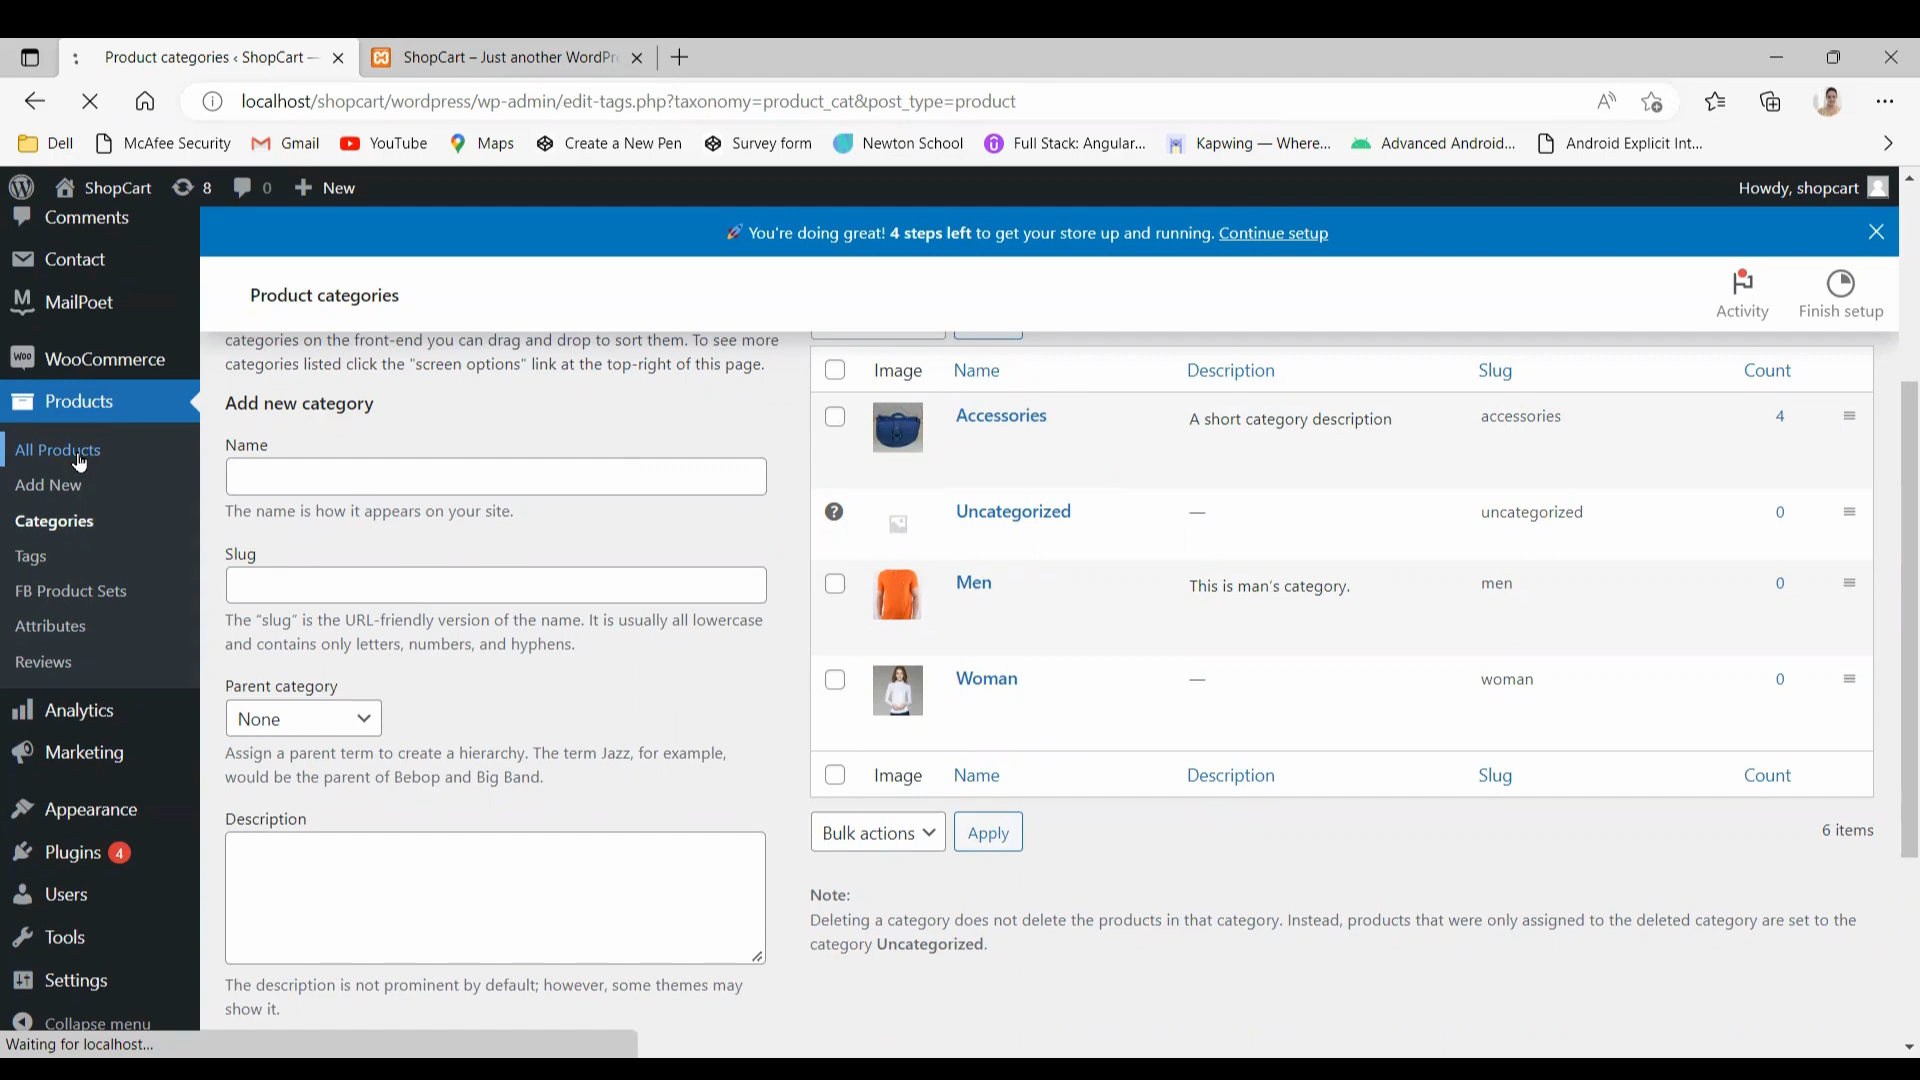 Product categories ‹ ShopCart —
ShopCart – Just another WordPr
localhost/shopcart/wordpress/wp-admin/edit-tags.php?taxonomy=product_cat&post_type=product
Dell
McAfee Security
Gmail
YouTube
Maps
Create a New Pen
Survey form
Newton School
Full Stack: Angular...
Kapwing — Where...
Advanced Android...
Android Explicit Int...
ShopCart
8
0
New
Howdy, shopcart
Comments
Contact
MailPoet
WooCommerce
Products
All Products
Add New
Categories
Tags
FB Product Sets
Attributes
Reviews
Analytics
Marketing
Appearance
Plugins 4
Users
Tools
Settings
Collapse menu
Waiting for localhost...
🚀 You're doing great! 4 steps left to get your store up and running. Continue setup
Product categories
Activity
Finish setup
categories on the front-end you can drag and drop to sort them. To see more
categories listed click the "screen options" link at the top-right of this page.
Add new category
Name
The name is how it appears on your site.
Slug
The “slug” is the URL-friendly version of the name. It is usually all lowercase
and contains only letters, numbers, and hyphens.
Parent category
None
Assign a parent term to create a hierarchy. The term Jazz, for example,
would be the parent of Bebop and Big Band.
Description
The description is not prominent by default; however, some themes may
show it.
Image Name Description Slug Count
Accessories A short category description accessories 4
Uncategorized — uncategorized 0
Men This is man's category. men 0
Woman — woman 0
Image Name Description Slug Count
Bulk actions
Apply
6 items
Note:
Deleting a category does not delete the products in that category. Instead, products that were only assigned to the deleted category are set to the
category Uncategorized.